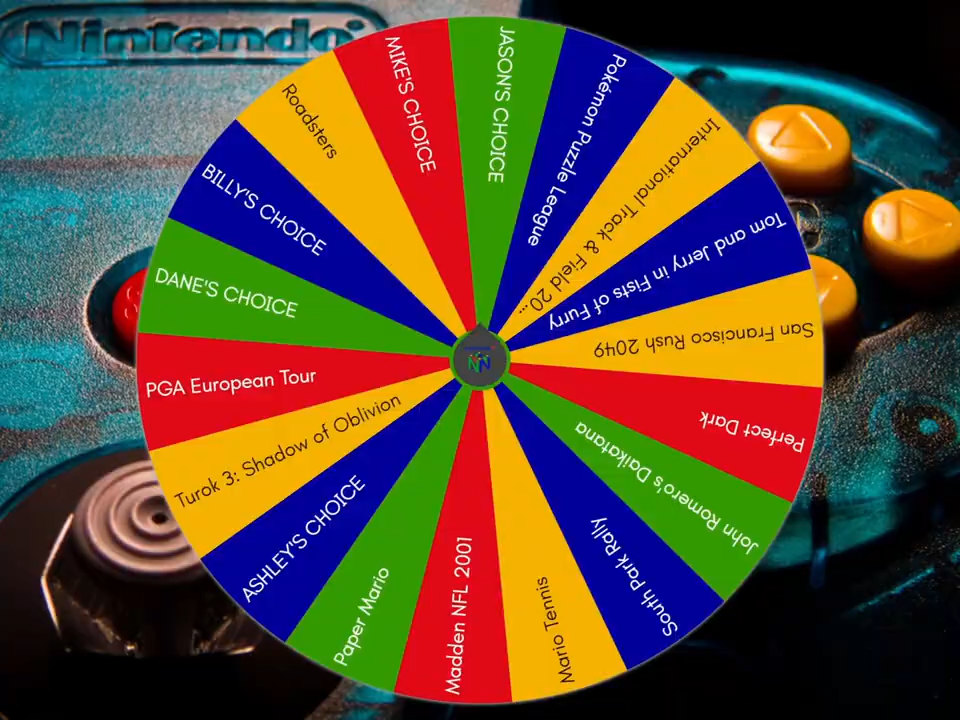 Nintendo®
JASON'S CHOICE
Pokémon Puzzle League
International Track & Field 20...
Tom and Jerry in Fists of Furry
San Francisco Rush 2049
Perfect Dark
John Romero's Daikatana
South Park Rally
Mario Tennis
Madden NFL 2001
Paper Mario
ASHLEY'S CHOICE
Turok 3: Shadow of Oblivion
PGA European Tour
DANE'S CHOICE
BILLY'S CHOICE
Roadsters
MIKE'S CHOICE